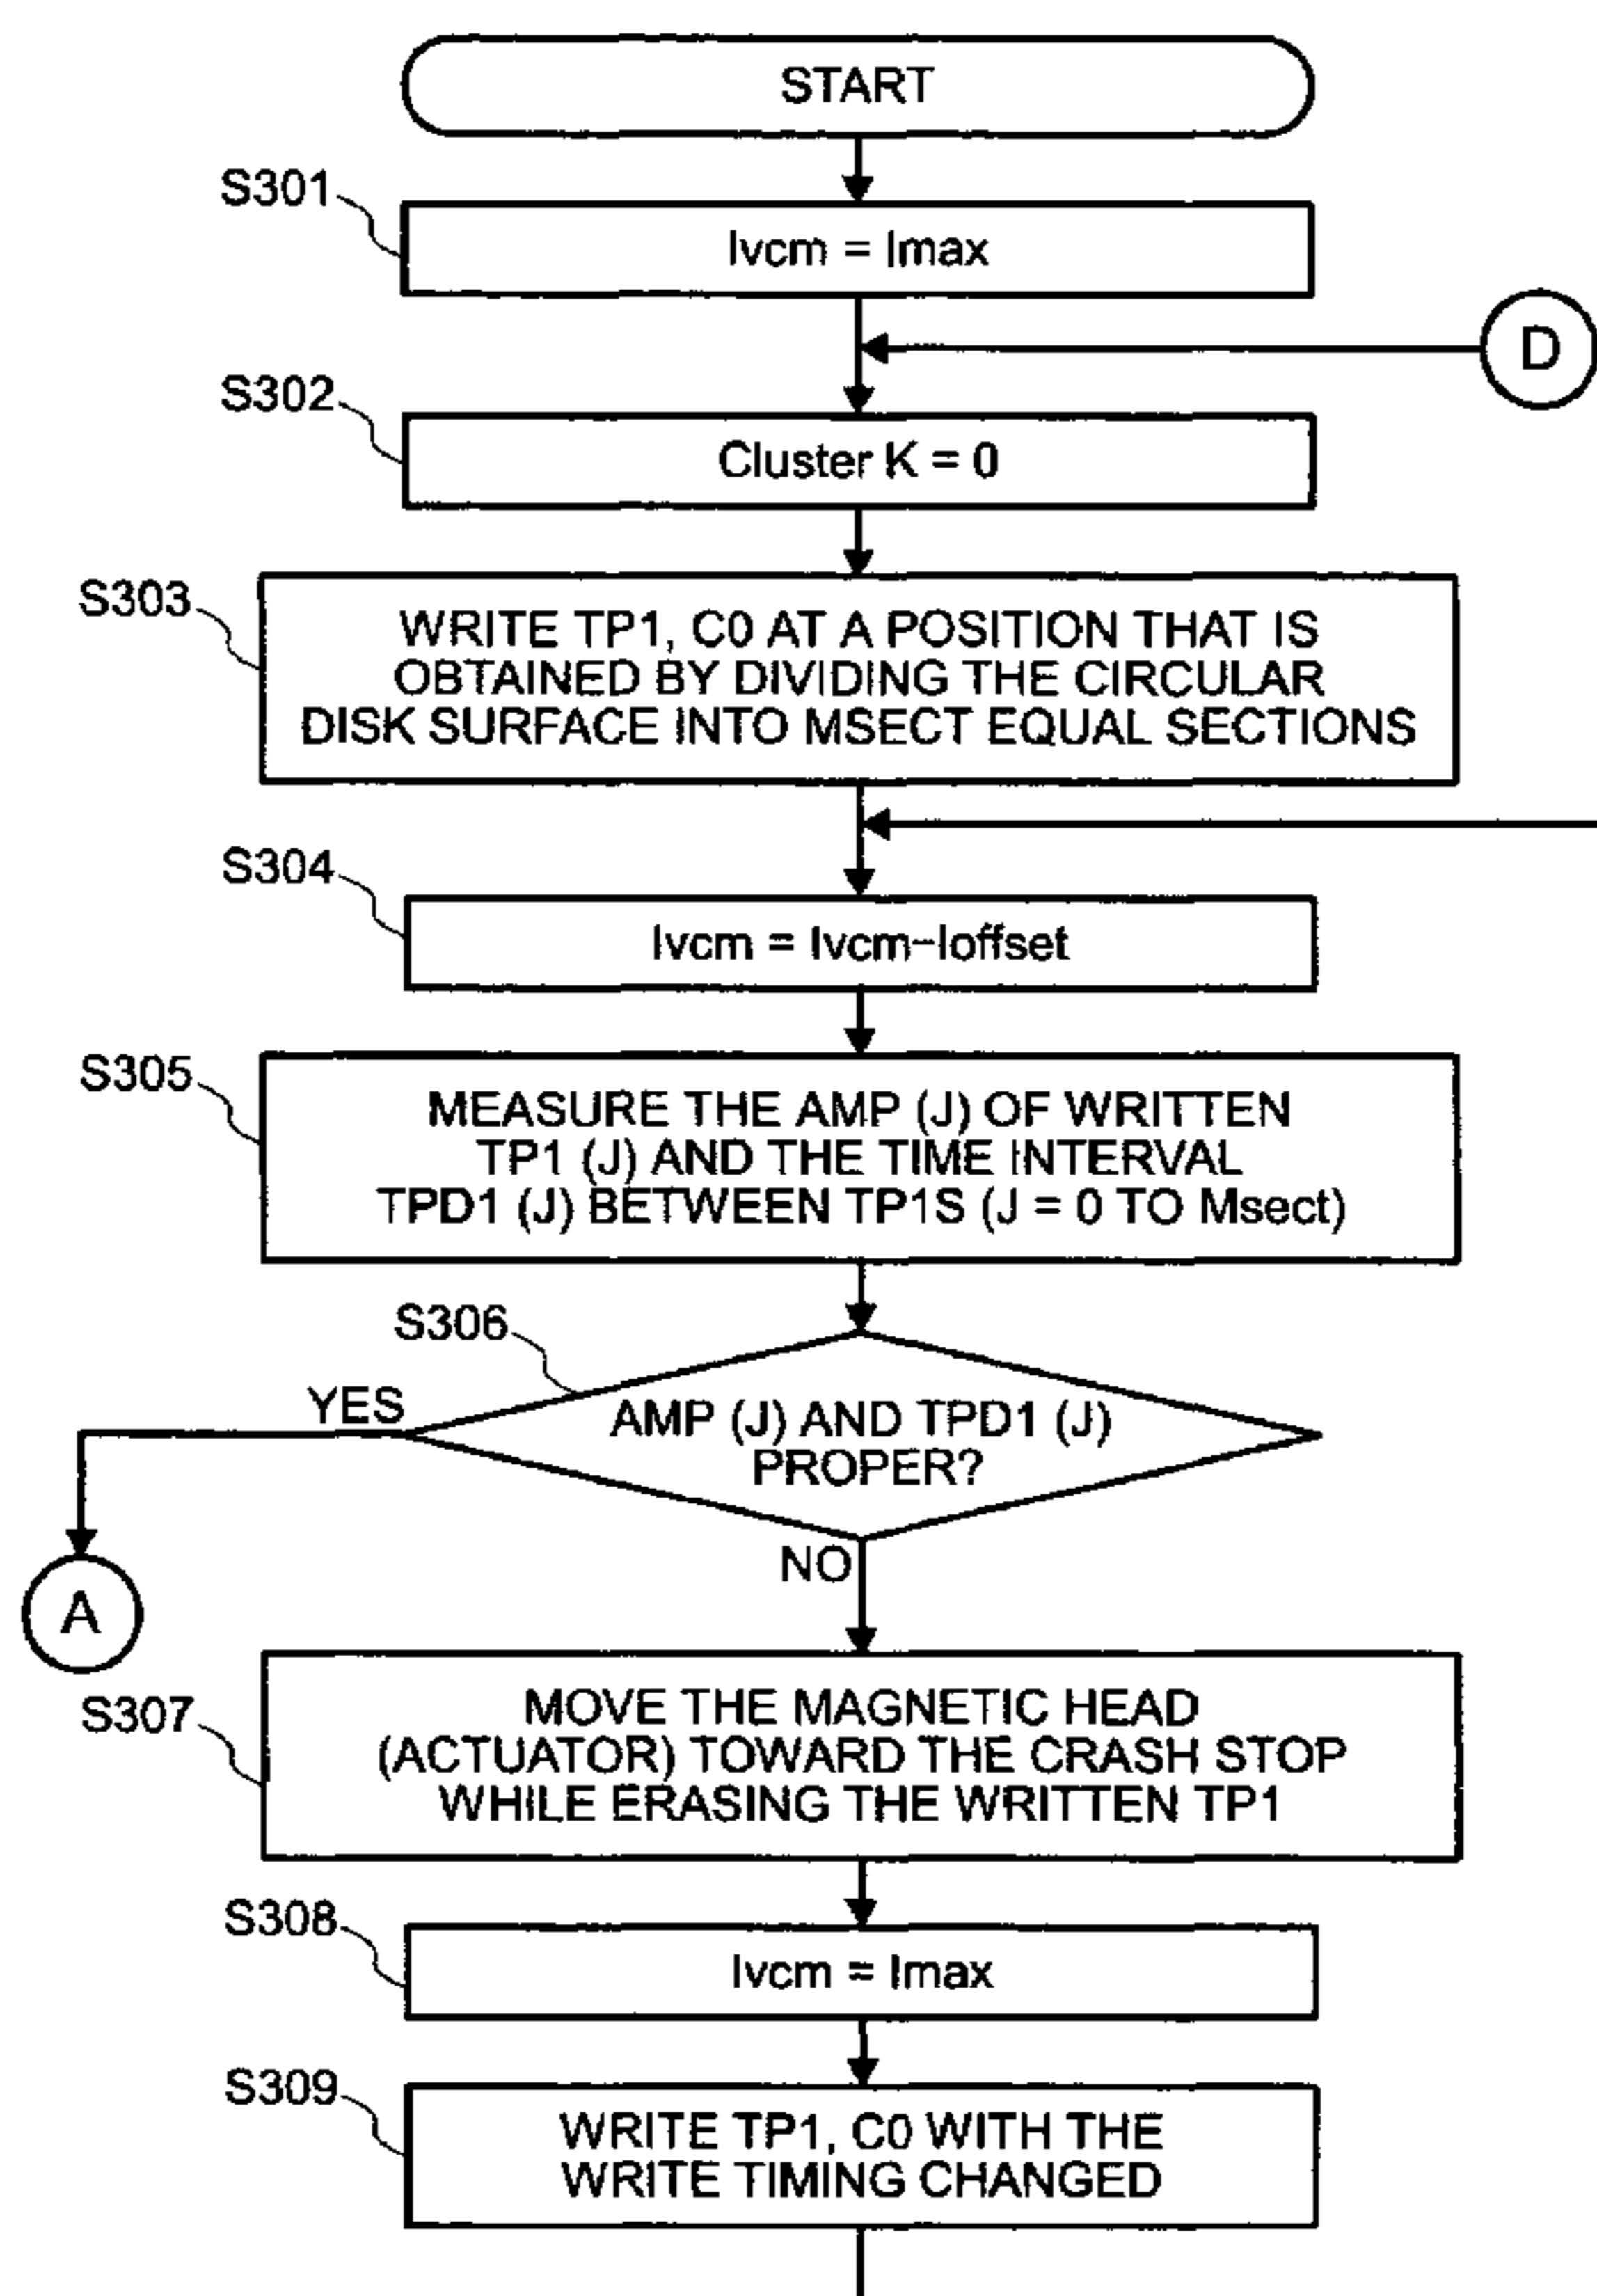 START
S301
Ivcm = Imax
D
S302
Cluster K = 0
S303
WRITE TP1, C0 AT A POSITION THAT IS
OBTAINED BY DIVIDING THE CIRCULAR
DISK SURFACE INTO MSECT EQUAL SECTIONS
S304
Ivcm = Ivcm-Ioffset
S305
MEASURE THE AMP (J) OF WRITTEN
TP1 (J) AND THE TIME INTERVAL
TPD1 (J) BETWEEN TP1S (J = 0 TO Msect)
S306
YES
AMP (J) AND TPD1 (J)
PROPER?
NO
A
S307
MOVE THE MAGNETIC HEAD
(ACTUATOR) TOWARD THE CRASH STOP
WHILE ERASING THE WRITTEN TP1
S308
Ivcm = Imax
S309
WRITE TP1, C0 WITH THE
WRITE TIMING CHANGED